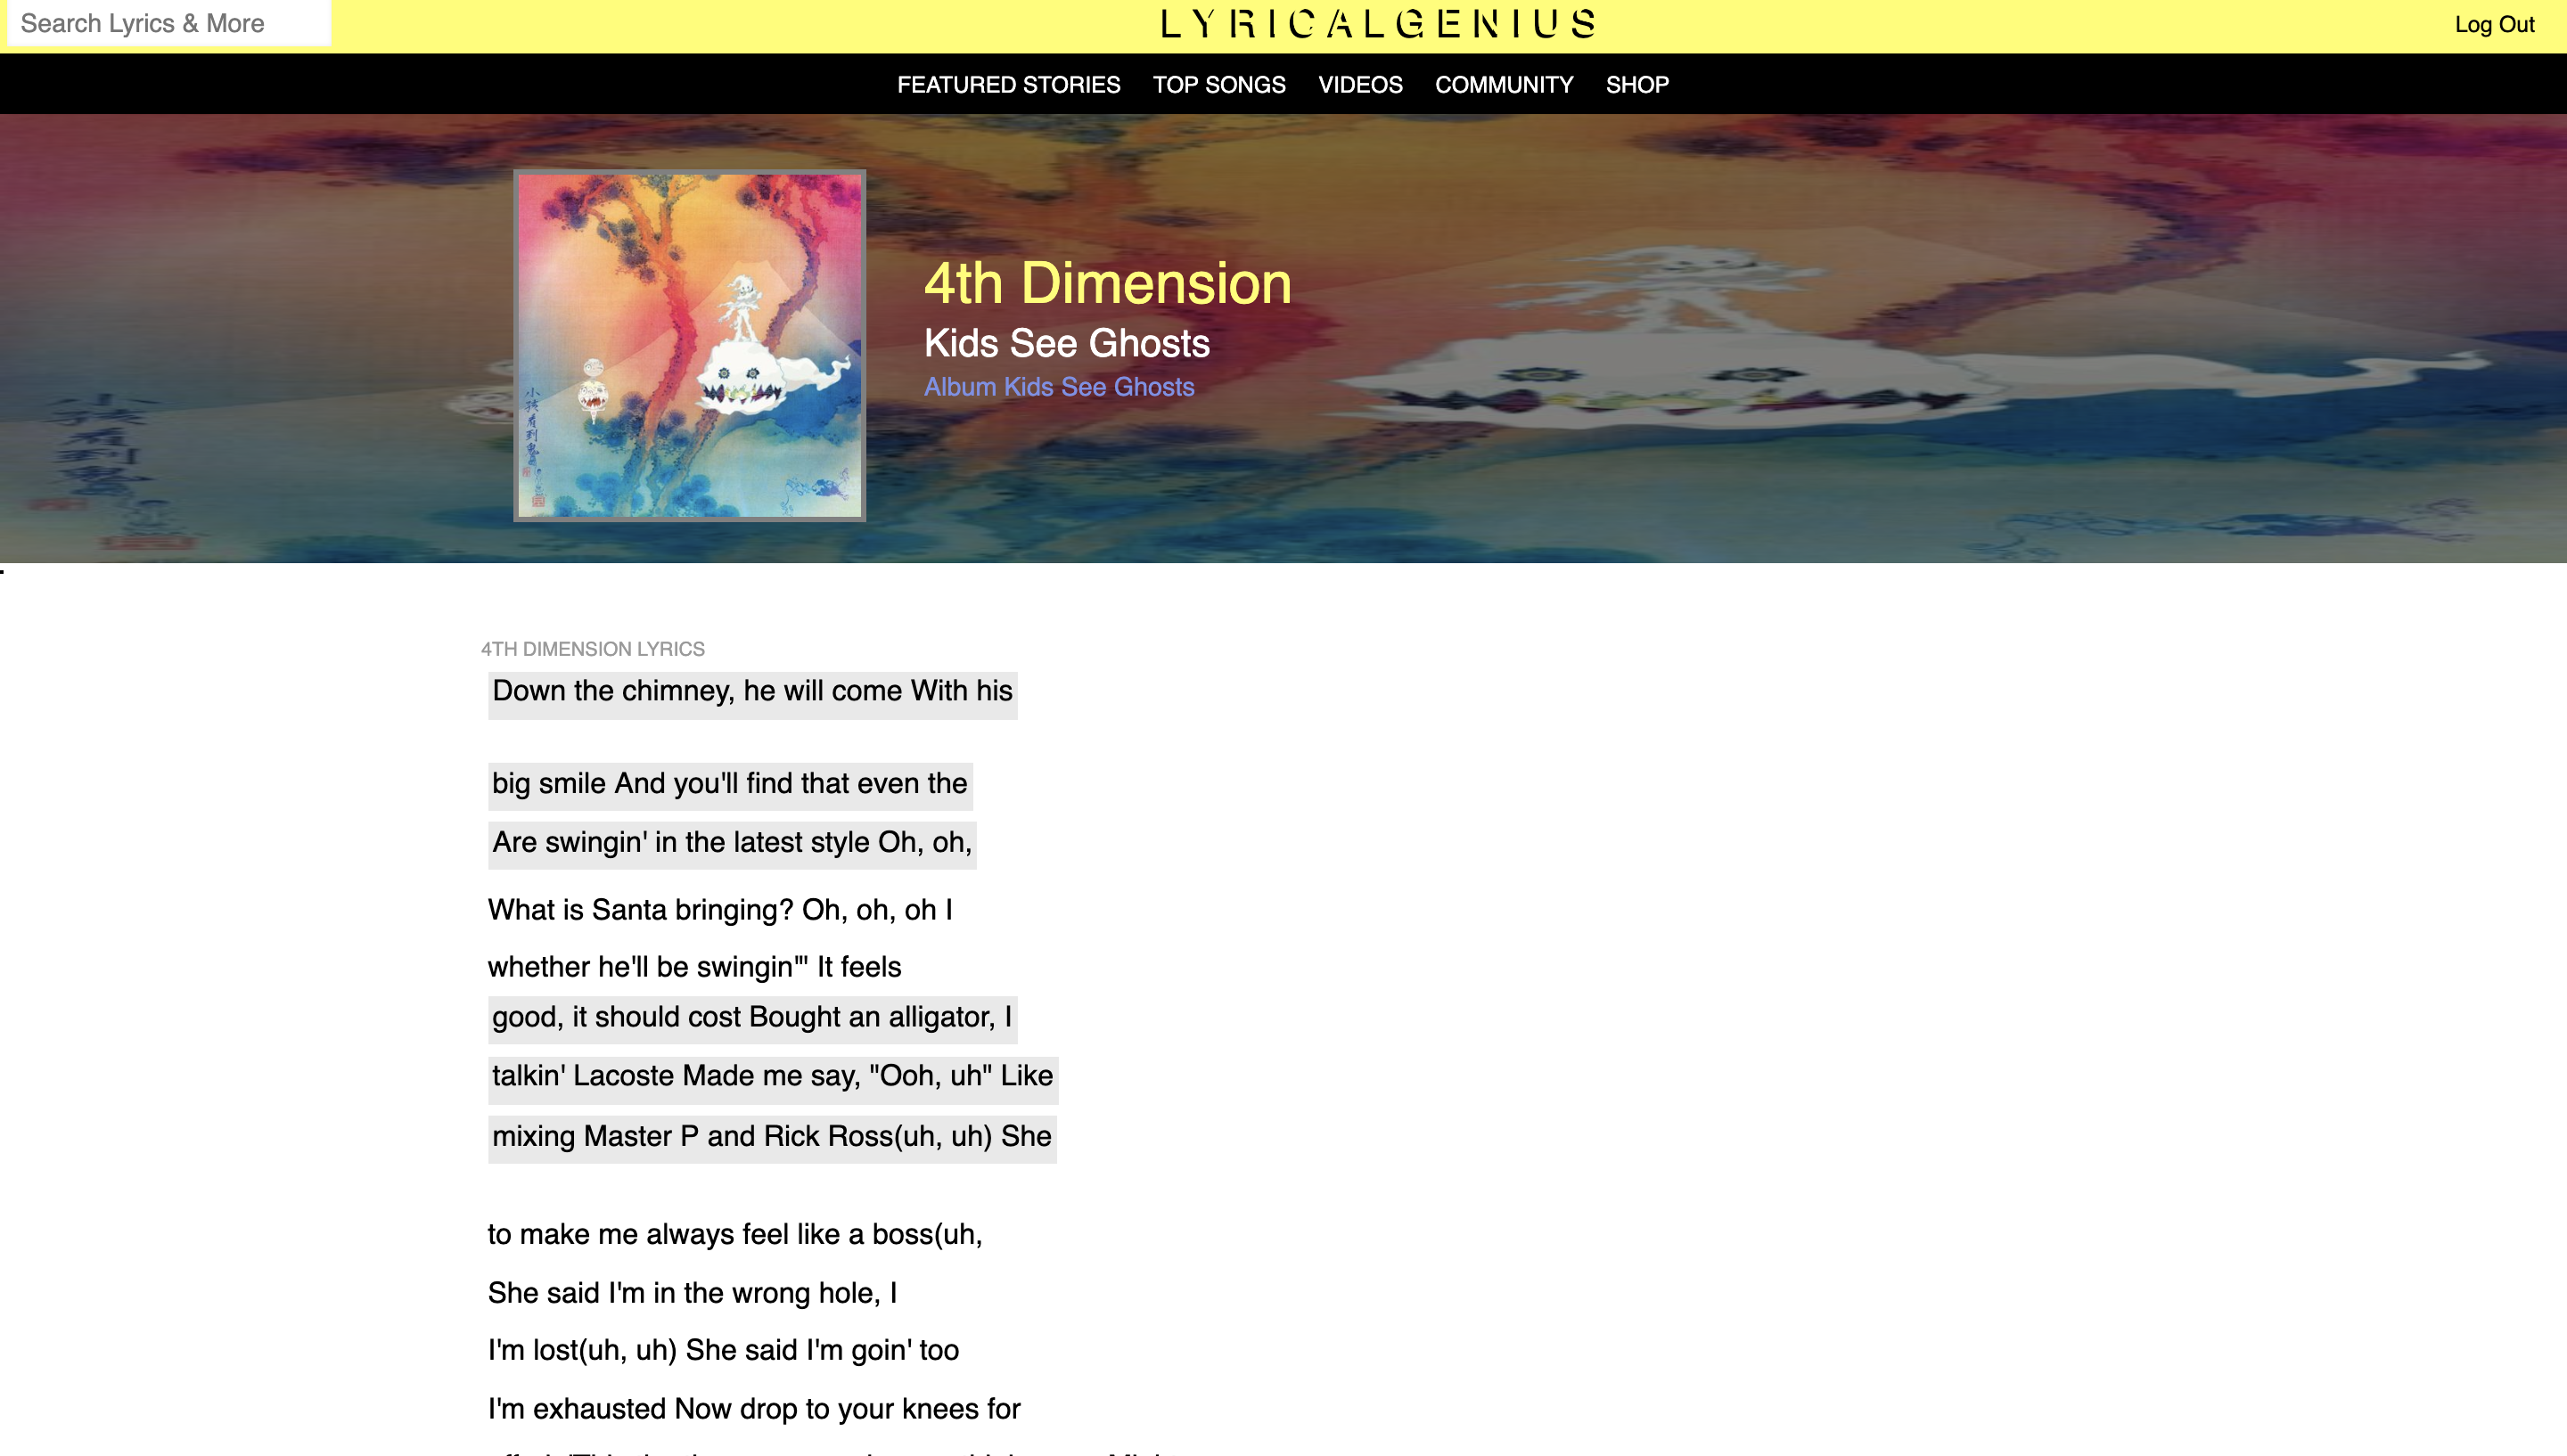 Search Lyrics & More
LYRICALGENIUS
Log Out
FEATURED STORIES TOP SONGS VIDEOS COMMUNITY SHOP
小孩看到鬼
4th Dimension
Kids See Ghosts
Album Kids See Ghosts
4TH DIMENSION LYRICS
Down the chimney, he will come With his
big smile And you'll find that even the
Are swingin' in the latest style Oh, oh,
What is Santa bringing? Oh, oh, oh I
whether he'll be swingin'" It feels
good, it should cost Bought an alligator, I
talkin' Lacoste Made me say, "Ooh, uh" Like
mixing Master P and Rick Ross(uh, uh) She
to make me always feel like a boss(uh,
She said I'm in the wrong hole, I
I'm lost(uh, uh) She said I'm goin' too
I'm exhausted Now drop to your knees for